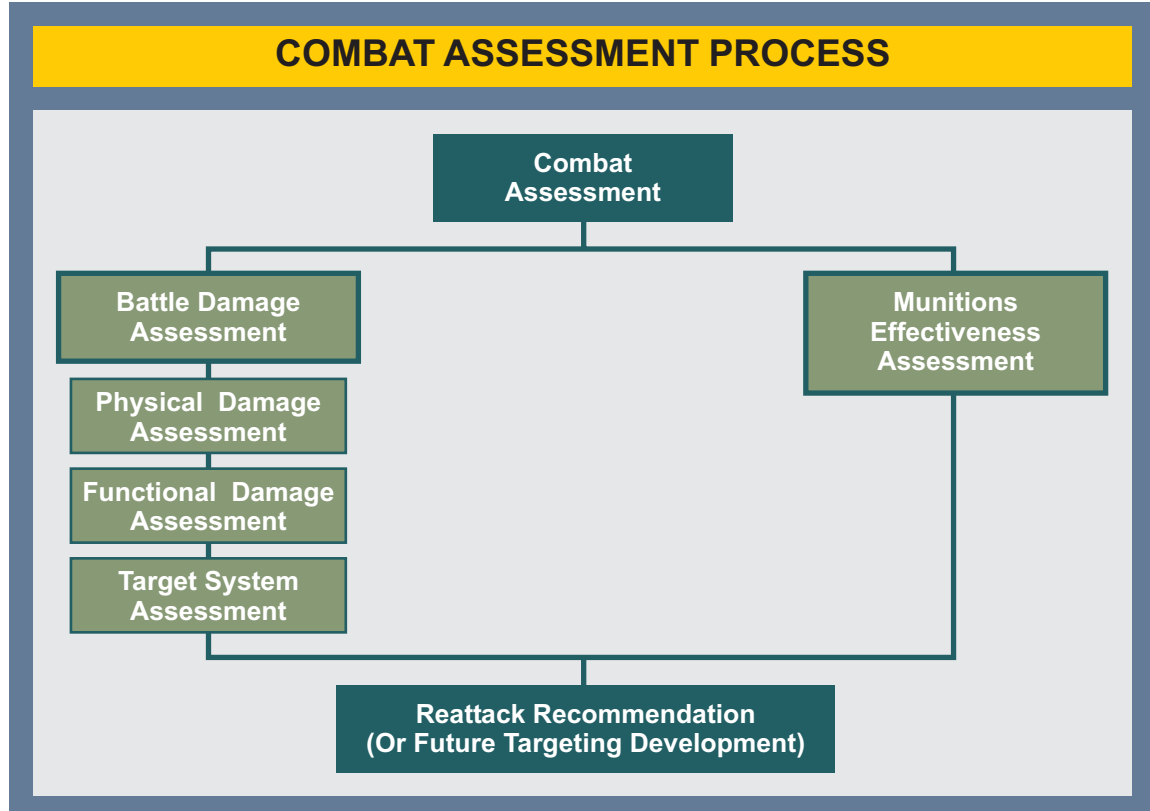 COMBAT ASSESSMENT PROCESS
Combat
Assessment
Battle Damage
Assessment
Physical Damage
Assessment
Functional Damage
Assessment
Target System
Assessment
Munitions
Effectiveness
Assessment
Reattack Recommendation
(Or Future Targeting Development)